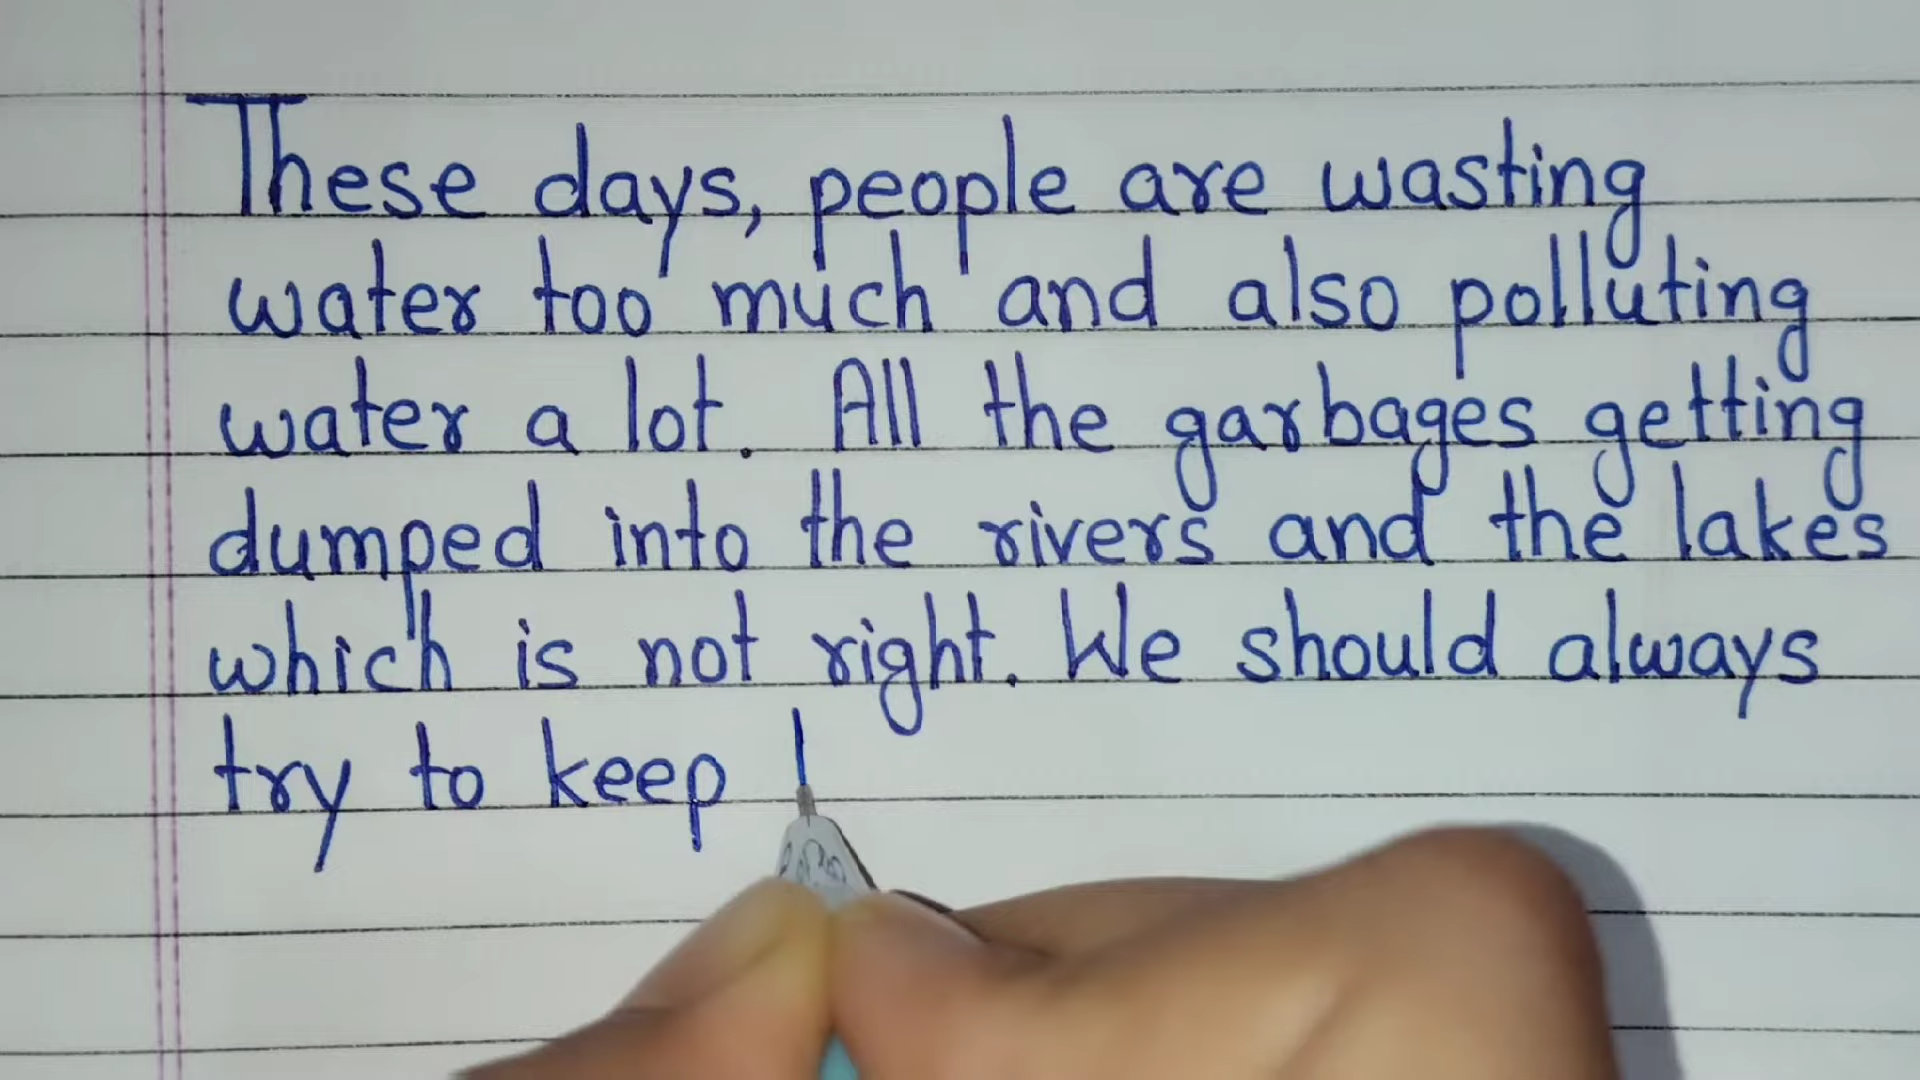 These days, people are wasting
water too much and also polluting
water a lot. All the garbages getting
dumped into the rivers and the lakes
which is not right. We should always
try to keep